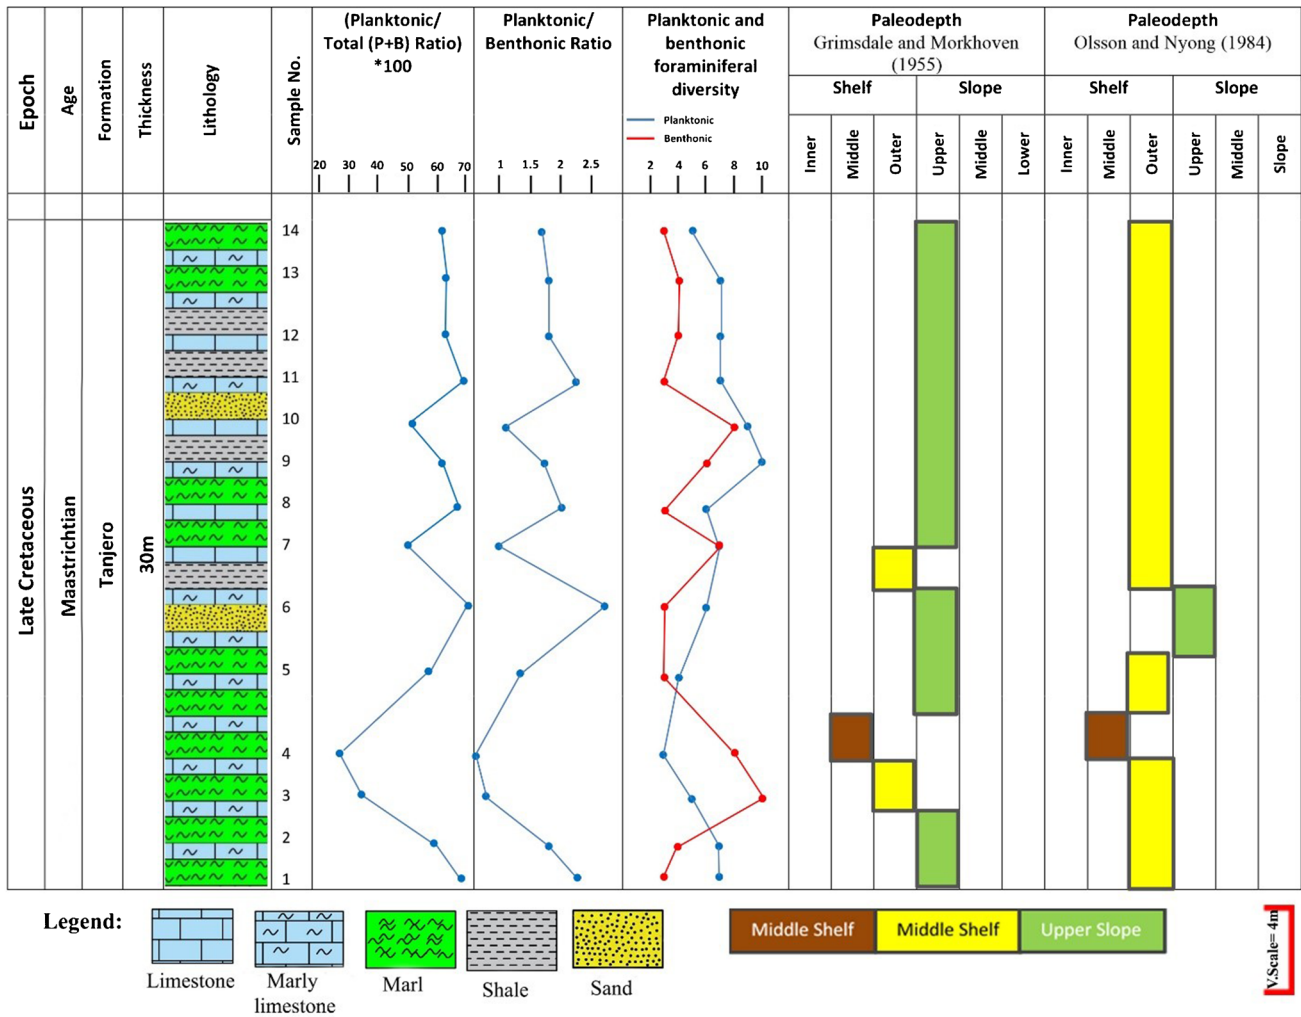 Epoch
Age
Formation
Thickness
Lithology
Sample No.
(Planktonic/
Total (P+B) Ratio)
*100
20 30 40 50 60 70
Planktonic/
Benthonic Ratio
1 1.5 2 2.5
Planktonic and
benthonic
foraminiferal
diversity
Planktonic
Benthonic
2 4 6 8 10
Paleodepth
Grimsdale and Morkhoven
(1955)
Shelf Slope
Inner Middle Outer Upper Middle Lower
Paleodepth
Olsson and Nyong (1984)
Shelf Slope
Inner Middle Outer Upper Middle Slope
Late Cretaceous
Maastrichtian
Tanjero
30m
14
13
12
11
10
9
8
7
6
5
4
3
2
1
Legend:
Limestone
Marly
limestone
Marl
Shale
Sand
Middle Shelf Middle Shelf Upper Slope
V.Scale= 4m